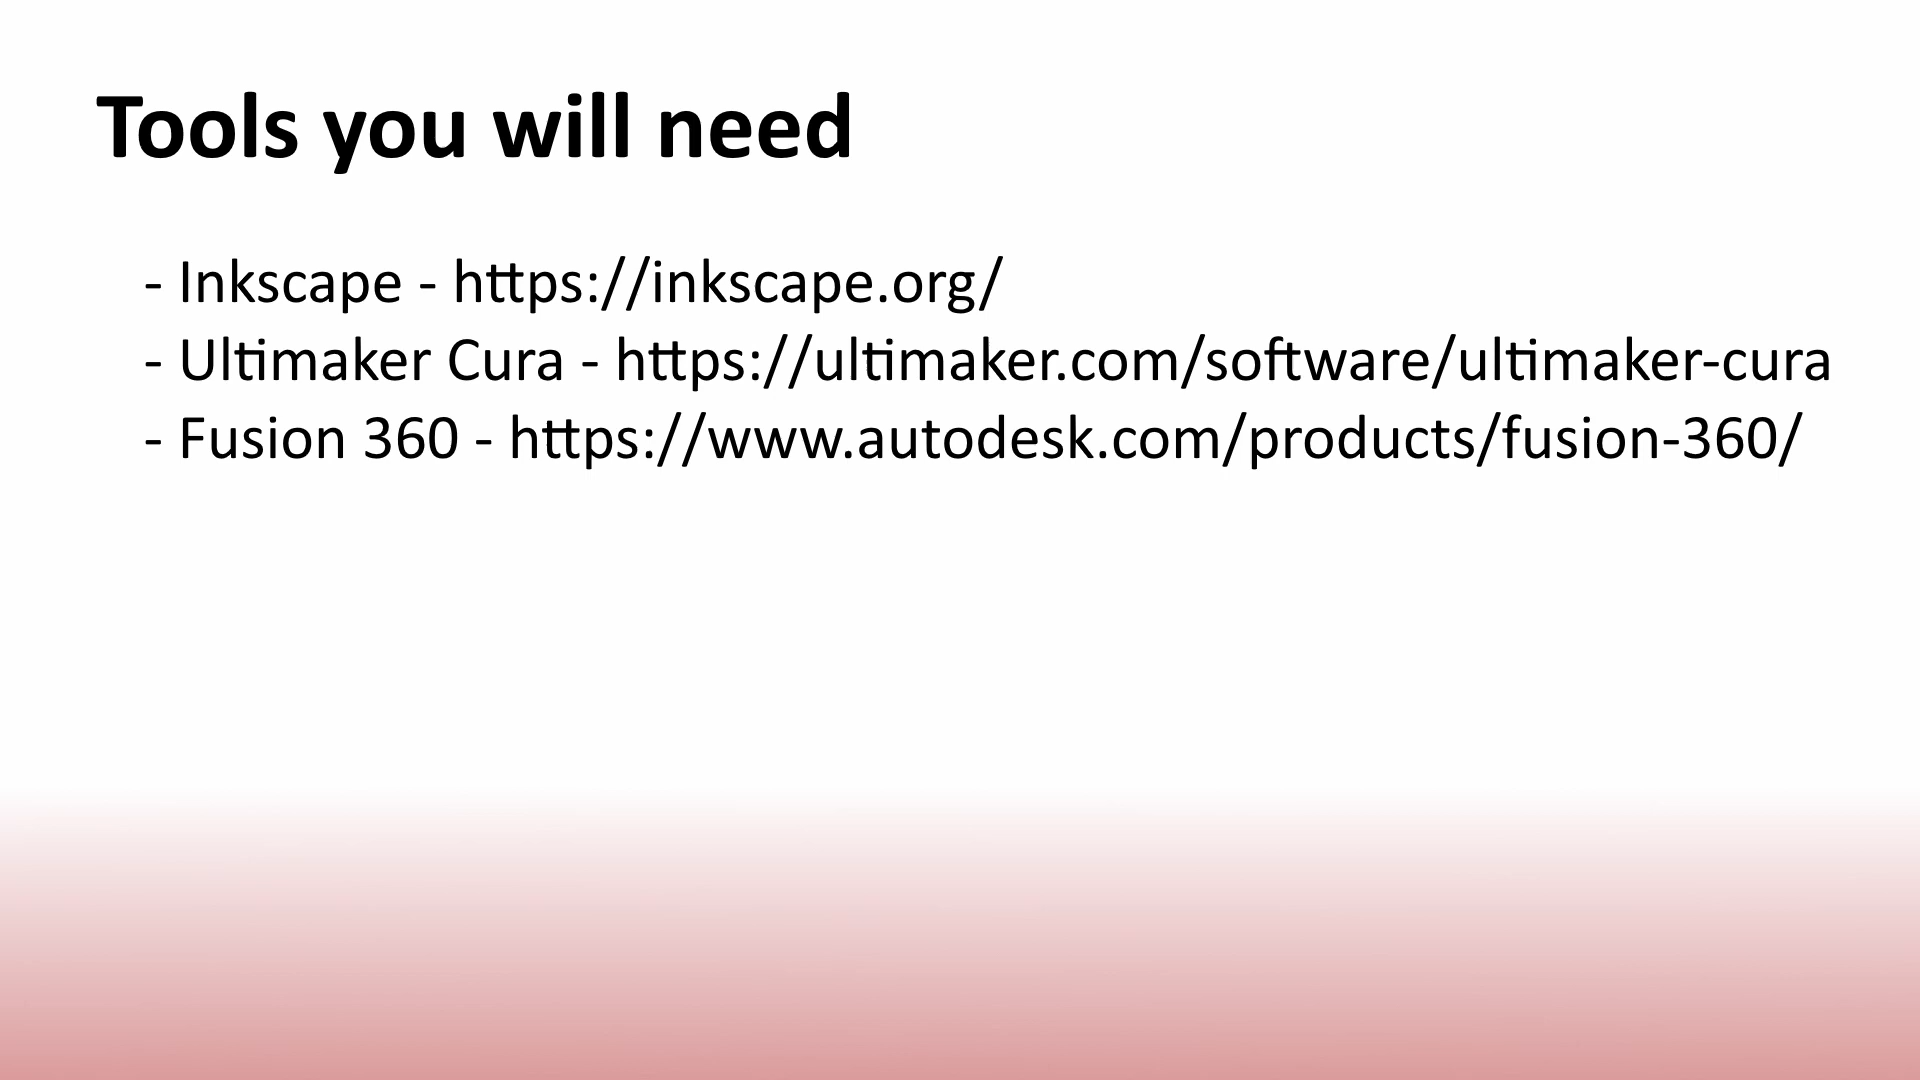 Tools you will need
- Inkscape - https://inkscape.org/
- Ultimaker Cura - https://ultimaker.com/software/ultimaker-cura
- Fusion 360 - https://www.autodesk.com/products/fusion-360/